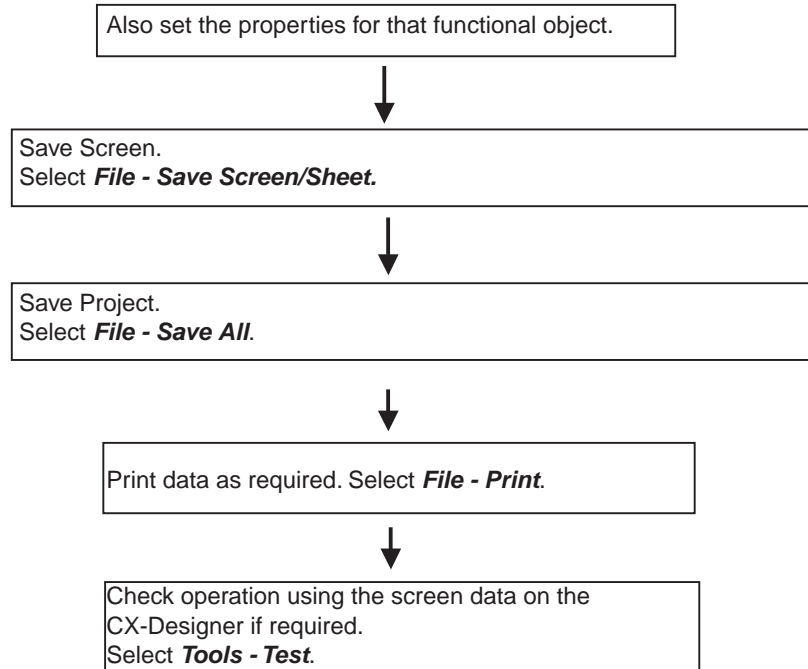 Also set the properties for that functional object.
Save Screen.
Select File - Save Screen/Sheet.
Save Project.
Select File - Save All.
Print data as required. Select File - Print.
Check operation using the screen data on the
CX-Designer if required.
Select Tools - Test.